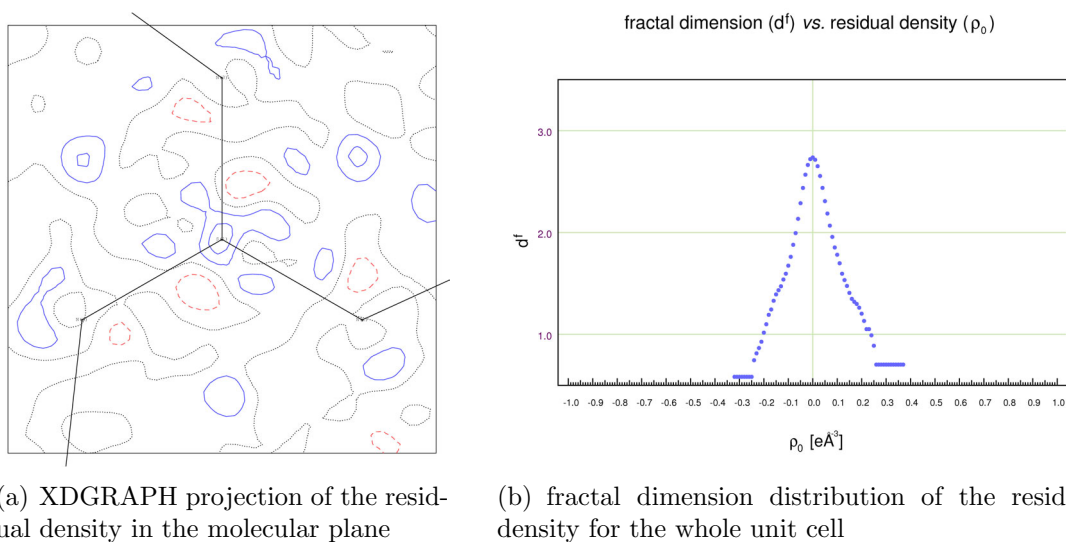 fractal dimension (dᶠ) vs. residual density (ρ₀)
3.0
2.0
1.0
dᶠ
-1.0 -0.9 -0.8 -0.7 -0.6 -0.5 -0.4 -0.3 -0.2 -0.1 0.0 0.1 0.2 0.3 0.4 0.5 0.6 0.7 0.8 0.9 1.0
ρ₀ [eÅ⁻³]
a) XDGRAPH projection of the resid-
ual density in the molecular plane
(b) fractal dimension distribution of the resid
density for the whole unit cell